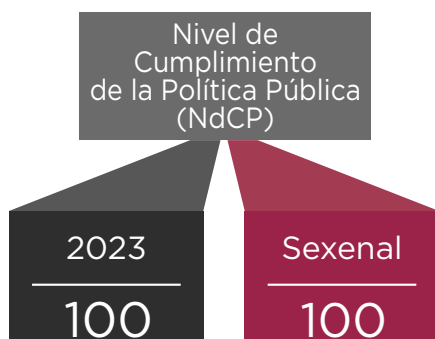 Nivel de
Cumplimiento
de la Política Pública
(NdCP)
2023
100
Sexenal
100